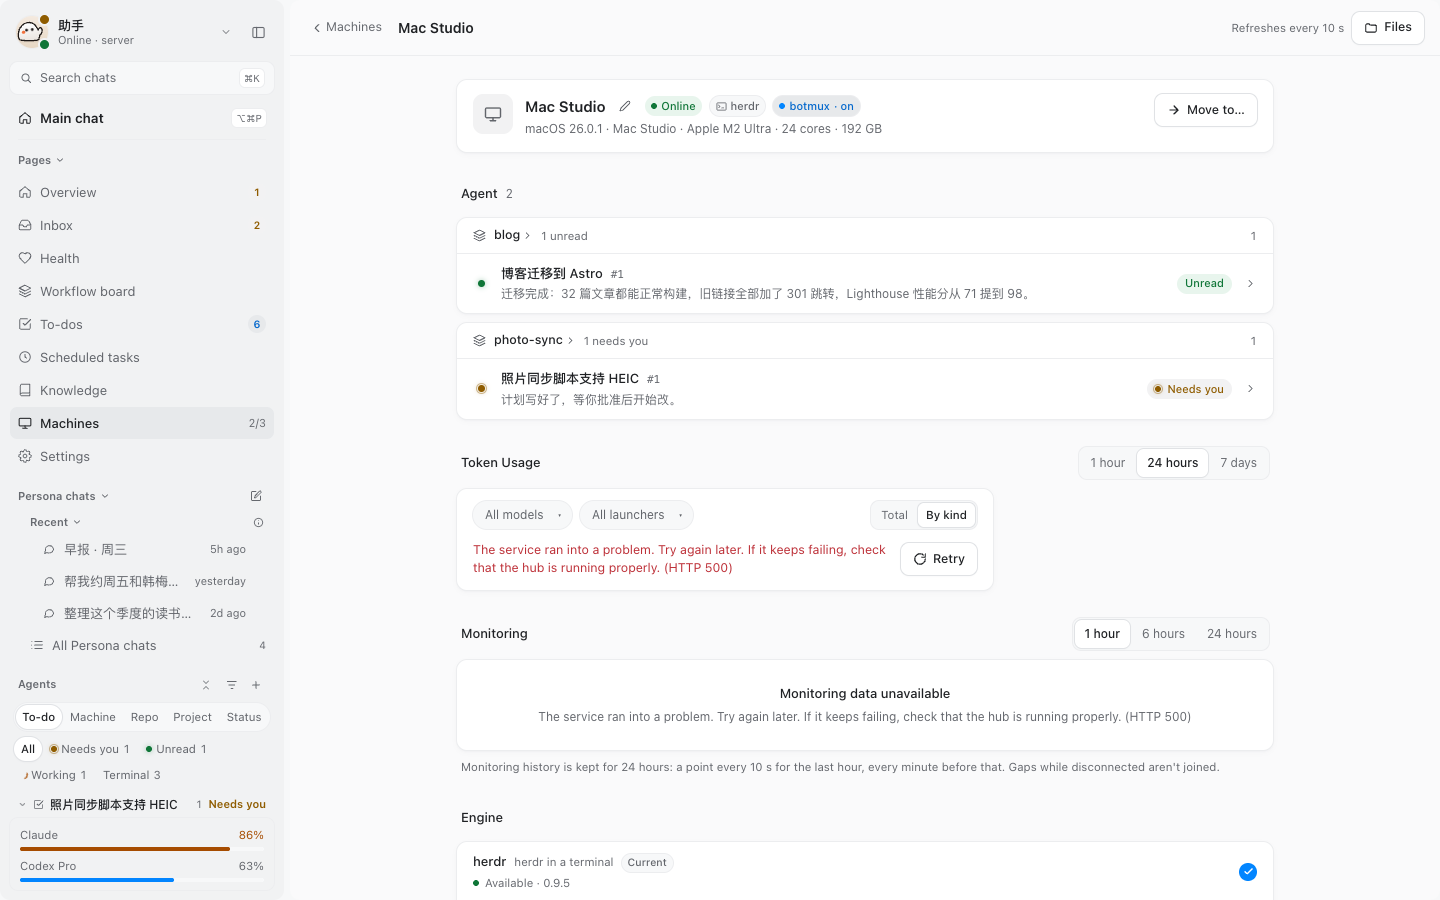 助手
Online · server
Search chats
⌘K
Main chat
⌥⌘P
Pages
Overview
1
Inbox
2
Health
Workflow board
To-dos
6
Scheduled tasks
Knowledge
Machines
2/3
Settings
Persona chats
Recent
早报 · 周三
5h ago
帮我约周五和韩梅...
yesterday
整理这个季度的读书...
2d ago
All Persona chats
4
Agents
To-do
Machine
Repo
Project
Status
All
Needs you 1
Unread 1
Working 1
Terminal 3
照片同步脚本支持 HEIC
1
Needs you
Claude
86%
Codex Pro
63%
Machines
Mac Studio
Refreshes every 10 s
Files
Mac Studio
Online
herdr
botmux · on
macOS 26.0.1 · Mac Studio · Apple M2 Ultra · 24 cores · 192 GB
Move to...
Agent 2
blog
1 unread
1
博客迁移到 Astro #1
迁移完成：32 篇文章都能正常构建，旧链接全部加了 301 跳转，Lighthouse 性能分从 71 提到 98。
Unread
photo-sync
1 needs you
1
照片同步脚本支持 HEIC #1
计划写好了，等你批准后开始改。
Needs you
Token Usage
1 hour
24 hours
7 days
All models
All launchers
Total
By kind
The service ran into a problem. Try again later. If it keeps failing, check
that the hub is running properly. (HTTP 500)
Retry
Monitoring
1 hour
6 hours
24 hours
Monitoring data unavailable
The service ran into a problem. Try again later. If it keeps failing, check that the hub is running properly. (HTTP 500)
Monitoring history is kept for 24 hours: a point every 10 s for the last hour, every minute before that. Gaps while disconnected aren't joined.
Engine
herdr
herdr in a terminal
Current
Available · 0.9.5